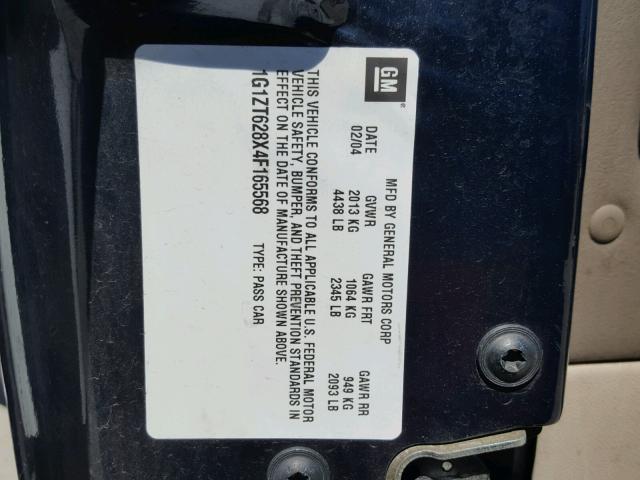 GM
MFD BY GENERAL MOTORS CORP
DATE GVWR GAWR FRT GAWR RR
02/04 2013 KG 1064 KG 949 KG
4438 LB 2345 LB 2093 LB
THIS VEHICLE CONFORMS TO ALL APPLICABLE U.S. FEDERAL MOTOR
VEHICLE SAFETY, BUMPER, AND THEFT PREVENTION STANDARDS IN
EFFECT ON THE DATE OF MANUFACTURE SHOWN ABOVE.
1G1ZT628X4F165568 TYPE: PASS CAR